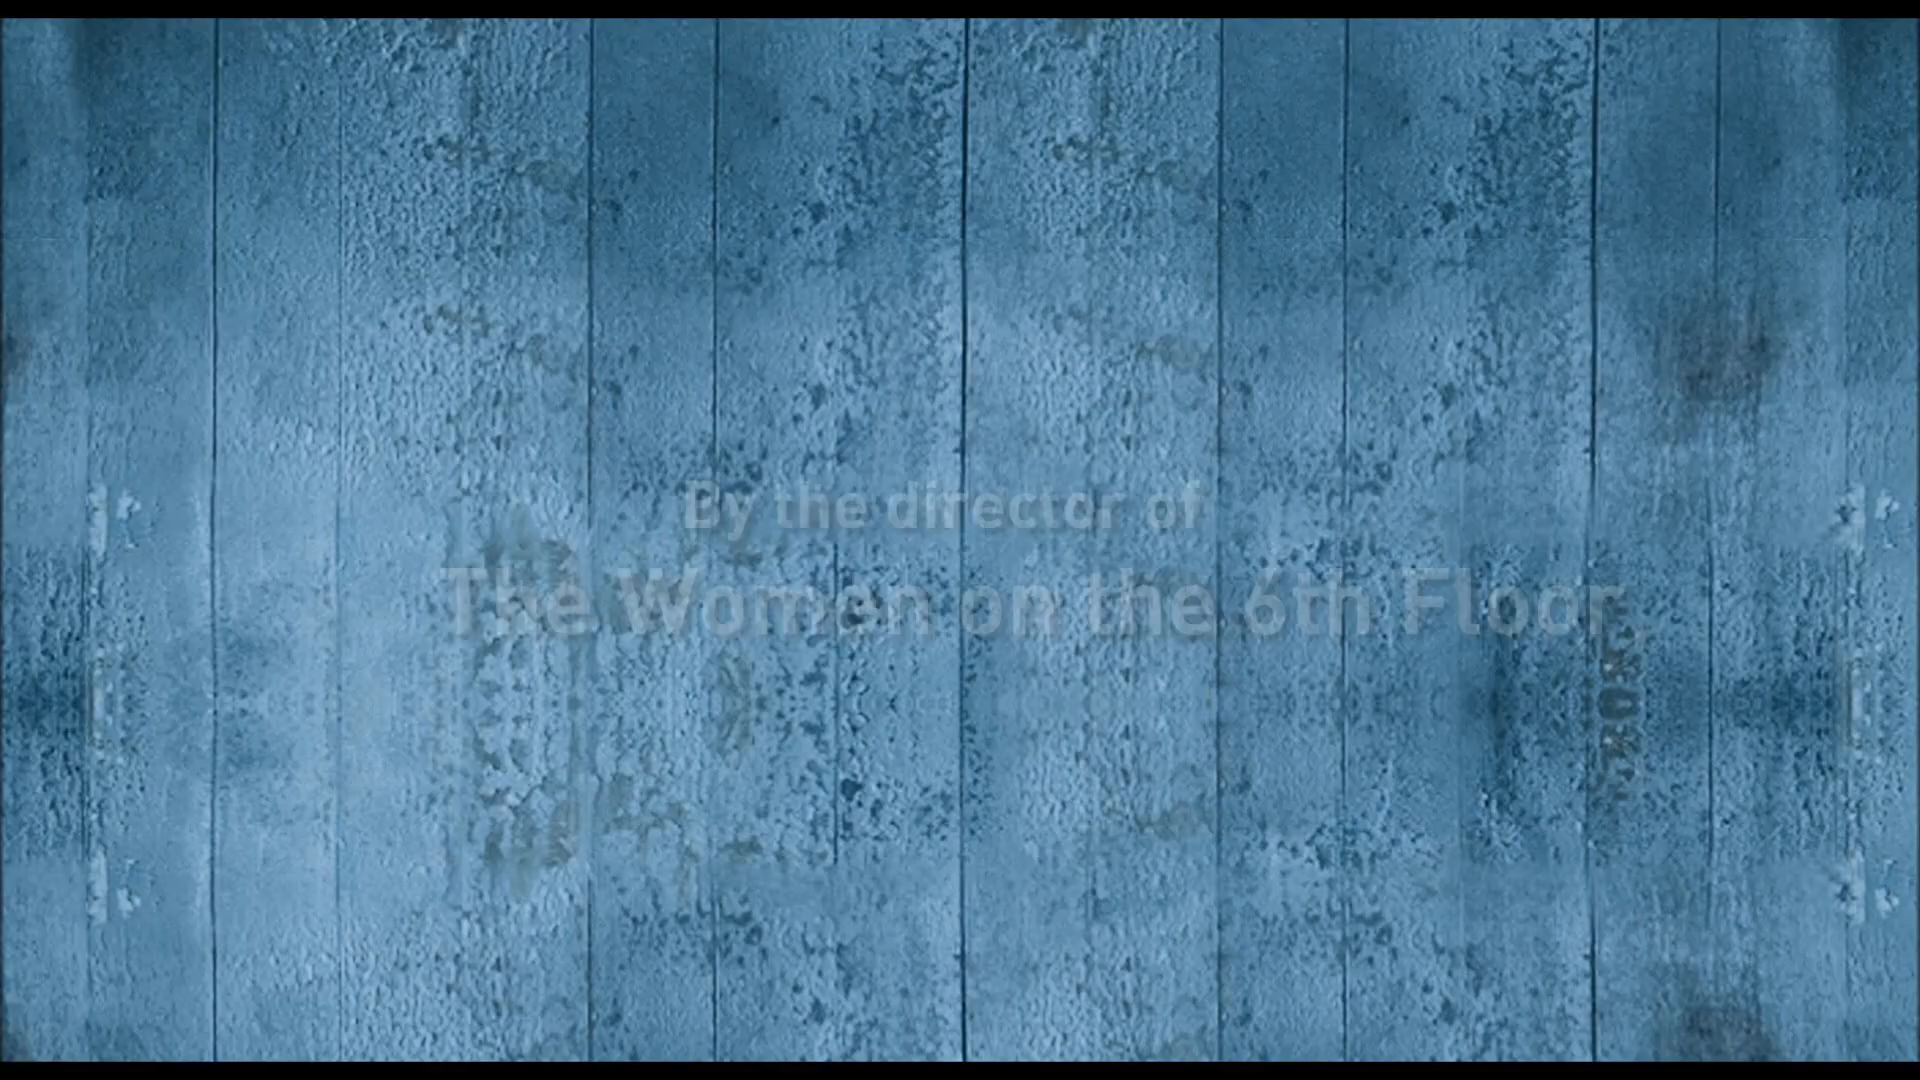 By the director of
The Women on the 6th Floor